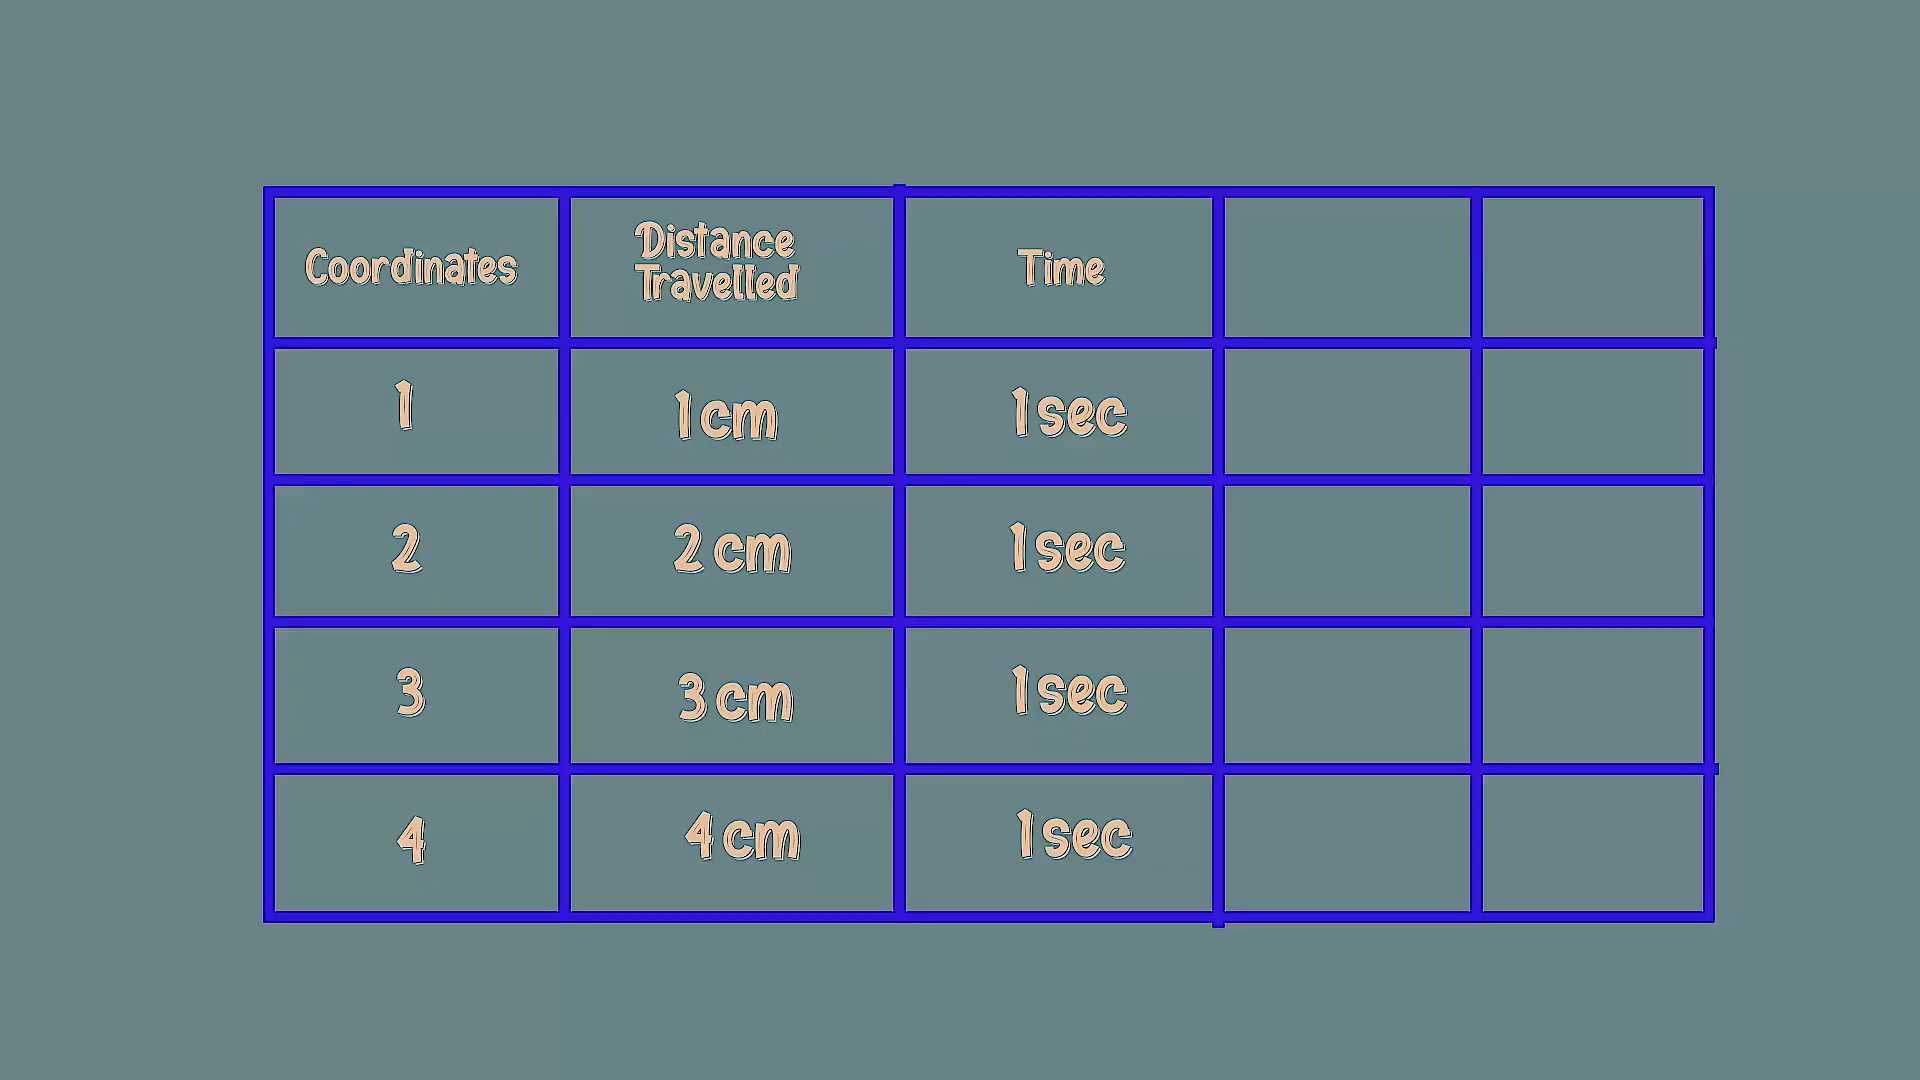 Coordinates
Distance
Travelled
Time
1
1 cm
1 sec
2
2 cm
1 sec
3
3 cm
1 sec
4
4 cm
1 sec